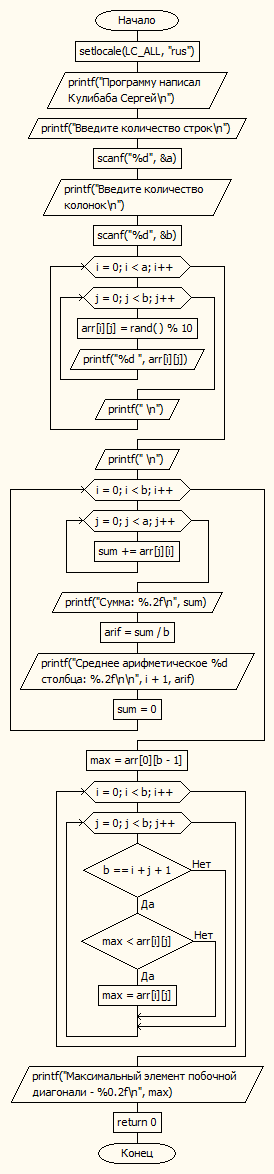 Начало
setlocale(LC_ALL, "rus")
printf("Программу написал
Кулибаба Сергей\n")
printf("Введите количество строк\n")
scanf("%d", &a)
printf("Введите количество
колонок\n")
scanf("%d", &b)
i = 0; i < a; i++
j = 0; j < b; j++
arr[i][j] = rand( ) % 10
printf("%d ", arr[i][j])
printf(" \n")
printf(" \n")
i = 0; i < b; i++
j = 0; j < a; j++
sum += arr[j][i]
printf("Сумма: %.2f\n", sum)
arif = sum / b
printf("Среднее арифметическое %d
столбца: %.2f\n\n", i + 1, arif)
sum = 0
max = arr[0][b - 1]
i = 0; i < b; i++
j = 0; j < b; j++
b == i + j + 1
Нет
Да
max < arr[i][j]
Нет
Да
max = arr[i][j]
printf("Максимальный элемент побочной
диагонали - %0.2f\n", max)
return 0
Конец